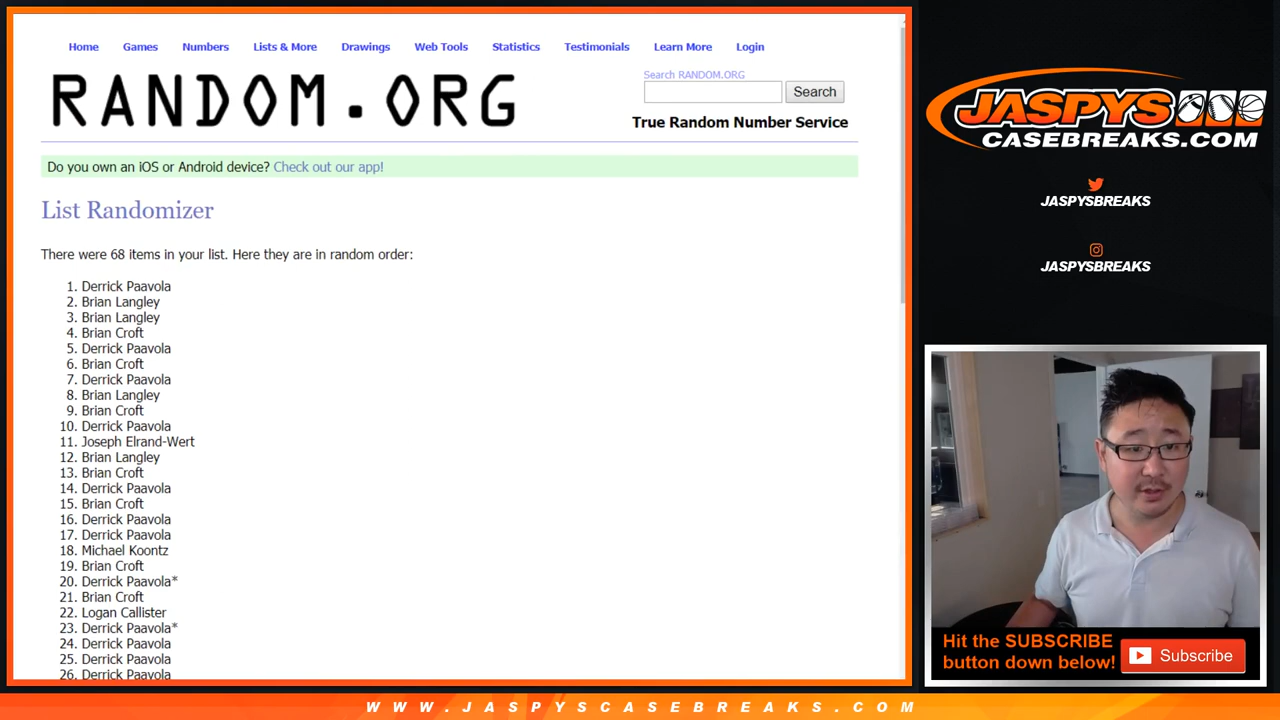 Home Games Numbers Lists & More Drawings Web Tools Statistics Testimonials Learn More Login
RANDOM.ORG
Search RANDOM.ORG
Search
True Random Number Service
Do you own an iOS or Android device? Check out our app!
List Randomizer
There were 68 items in your list. Here they are in random order:
1. Derrick Paavola
2. Brian Langley
3. Brian Langley
4. Brian Croft
5. Derrick Paavola
6. Brian Croft
7. Derrick Paavola
8. Brian Langley
9. Brian Croft
10. Derrick Paavola
11. Joseph Elrand-Wert
12. Brian Langley
13. Brian Croft
14. Derrick Paavola
15. Brian Croft
16. Derrick Paavola
17. Derrick Paavola
18. Michael Koontz
19. Brian Croft
20. Derrick Paavola*
21. Brian Croft
22. Logan Callister
23. Derrick Paavola*
24. Derrick Paavola
25. Derrick Paavola
26. Derrick Paavola
JASPYS
CASEBREAKS.COM
JASPYSBREAKS
JASPYSBREAKS
Hit the SUBSCRIBE
button down below!
Subscribe
WWW.JASPYSCASEBREAKS.COM